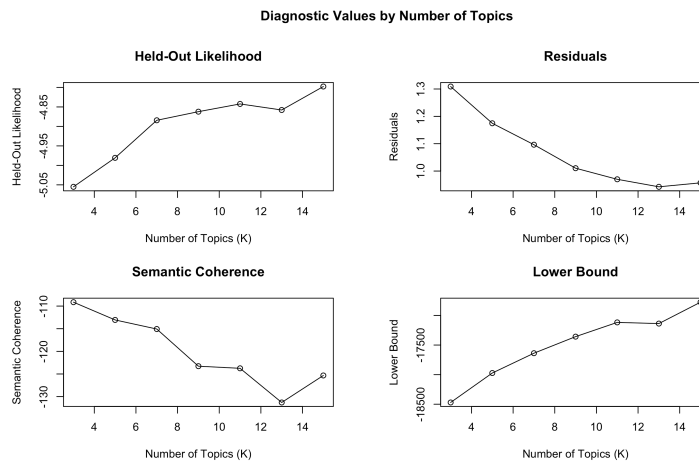 Diagnostic Values by Number of Topics
Held-Out Likelihood
Held-Out Likelihood
-4.85
-4.95
-5.05
4 6 8 10 12 14
Number of Topics (K)
Residuals
Residuals
1.3
1.2
1.1
1.0
4 6 8 10 12 14
Number of Topics (K)
Semantic Coherence
Semantic Coherence
-110
-120
-130
4 6 8 10 12 14
Number of Topics (K)
Lower Bound
Lower Bound
-17500
-18500
4 6 8 10 12 14
Number of Topics (K)